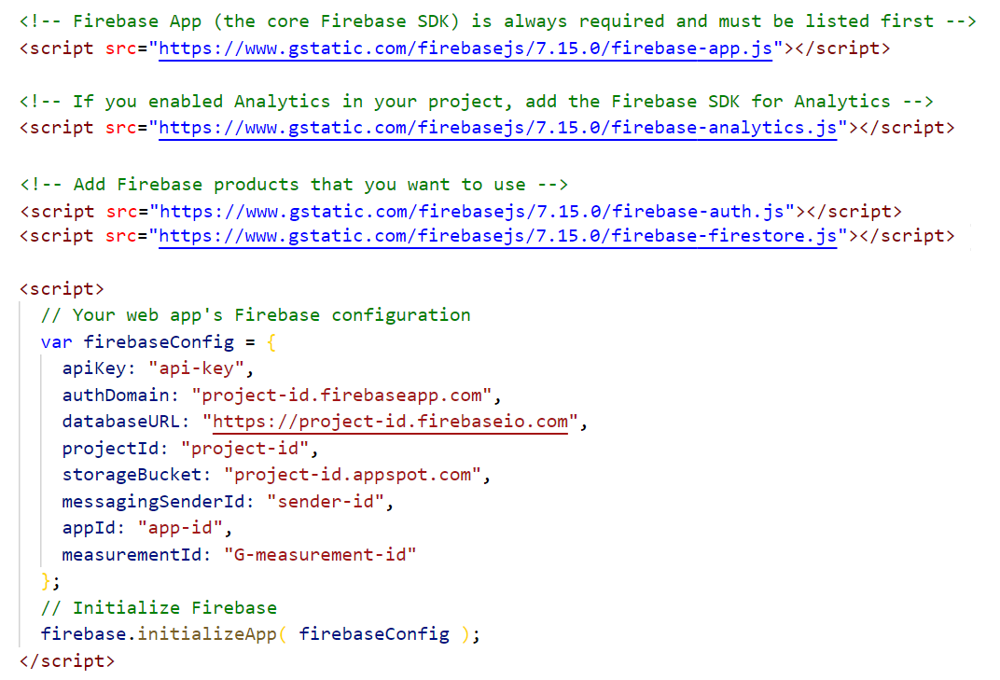 <!-- Firebase App (the core Firebase SDK) is always required and must be listed first -->
<script src="https://www.gstatic.com/firebasejs/7.15.0/firebase-app.js"></script>
<!-- If you enabled Analytics in your project, add the Firebase SDK for Analytics -->
<script src="https://www.gstatic.com/firebasejs/7.15.0/firebase-analytics.js"></script>
<!-- Add Firebase products that you want to use -->
<script src="https://www.gstatic.com/firebasejs/7.15.0/firebase-auth.js"></script>
<script src="https://www.gstatic.com/firebasejs/7.15.0/firebase-firestore.js"></script>
<script>
// Your web app's Firebase configuration
var firebaseConfig = {
apiKey: "api-key",
authDomain: "project-id.firebaseapp.com",
databaseURL: "https://project-id.firebaseio.com",
projectId: "project-id",
storageBucket: "project-id.appspot.com",
messagingSenderId: "sender-id",
appId: "app-id",
measurementId: "G-measurement-id"
};
// Initialize Firebase
firebase.initializeApp( firebaseConfig );
</script>